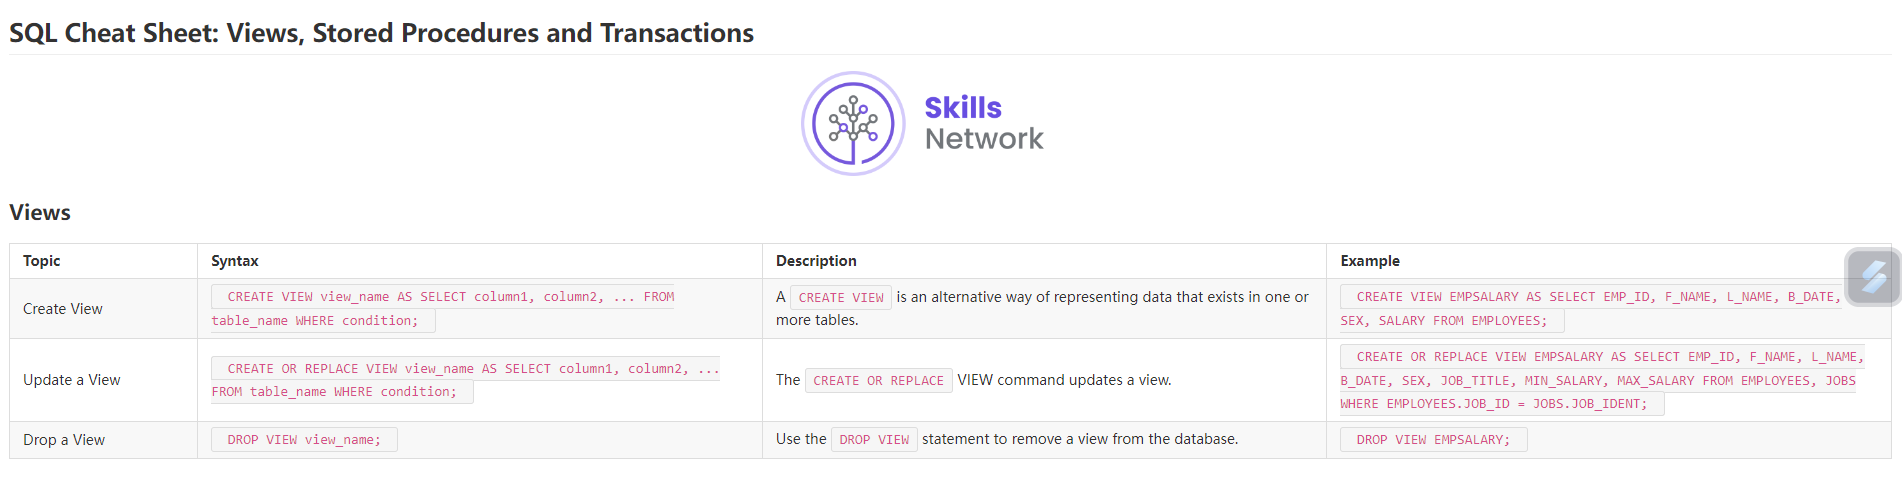 SQL Cheat Sheet: Views, Stored Procedures and Transactions
Skills
Network
Views
Topic
Syntax
Description
Example
Create View
CREATE VIEW view_name AS SELECT column1, column2, ... FROM
table_name WHERE condition;
A CREATE VIEW is an alternative way of representing data that exists in one or
more tables.
CREATE VIEW EMPSALARY AS SELECT EMP_ID, F_NAME, L_NAME, B_DATE,
SEX, SALARY FROM EMPLOYEES;
Update a View
CREATE OR REPLACE VIEW view_name AS SELECT column1, column2, ...
FROM table_name WHERE condition;
The CREATE OR REPLACE VIEW command updates a view.
CREATE OR REPLACE VIEW EMPSALARY AS SELECT EMP_ID, F_NAME, L_NAME,
B_DATE, SEX, JOB_TITLE, MIN_SALARY, MAX_SALARY FROM EMPLOYEES, JOBS
WHERE EMPLOYEES.JOB_ID = JOBS.JOB_IDENT;
Drop a View
DROP VIEW view_name;
Use the DROP VIEW statement to remove a view from the database.
DROP VIEW EMPSALARY;